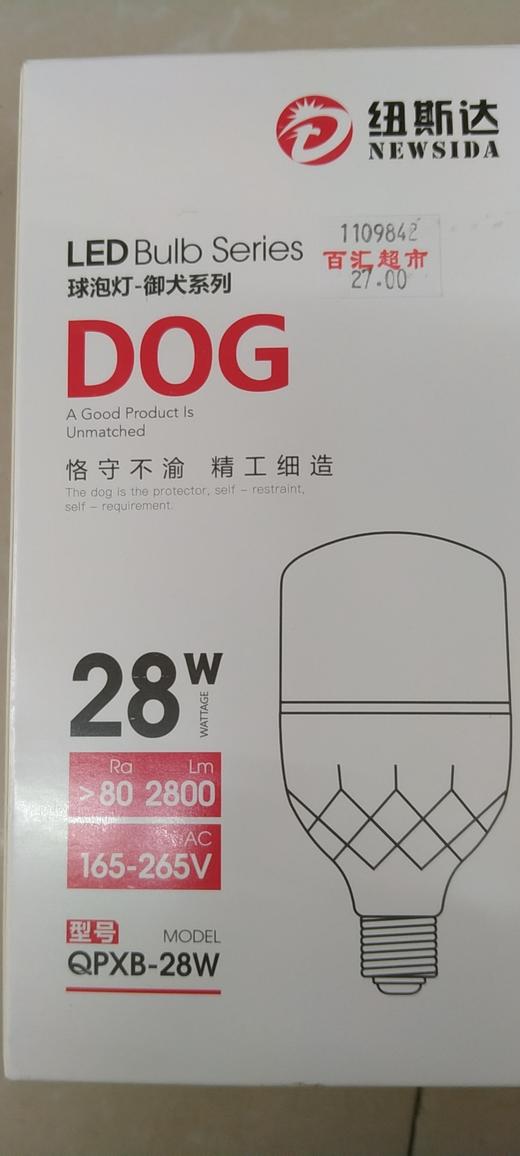 纽斯达
NEWSIDA
LED Bulb Series
球泡灯-御犬系列
1109842
百汇超市
27.00
DOG
A Good Product Is
Unmatched
恪守不渝 精工细造
The dog is the protector, self - restraint,
self - requirement.
28W
WATTAGE
Ra Lm
>80 2800
AC
165-265V
型号 MODEL
QPXB-28W